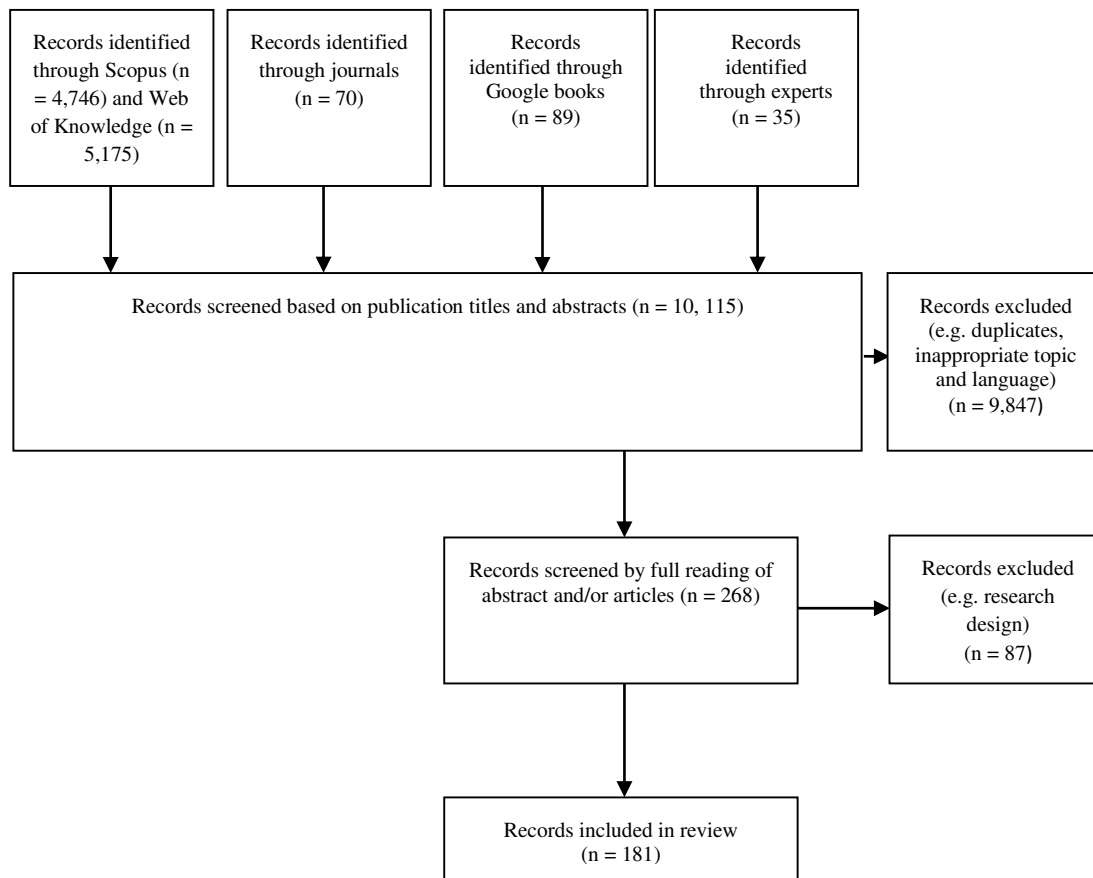 Records identified
through Scopus (n
= 4,746) and Web
of Knowledge (n =
5,175)
Records identified
through journals
(n = 70)
Records
identified through
Google books
(n = 89)
Records
identified
through experts
(n = 35)
Records screened based on publication titles and abstracts (n = 10, 115)
Records excluded
(e.g. duplicates,
inappropriate topic
and language)
(n = 9,847)
Records screened by full reading of
abstract and/or articles (n = 268)
Records excluded
(e.g. research
design)
(n = 87)
Records included in review
(n = 181)